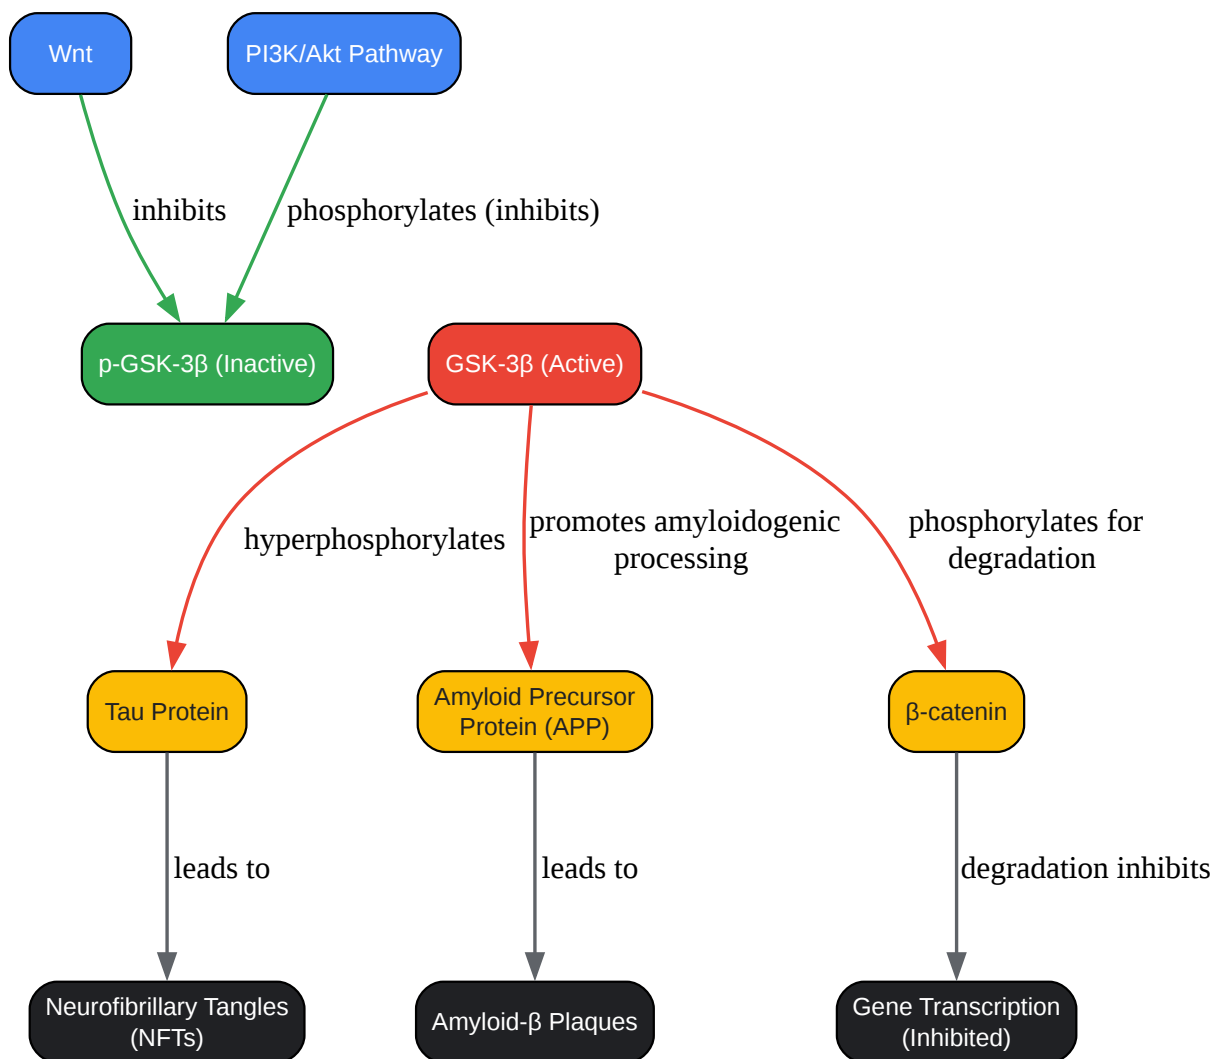 Wnt
PI3K/Akt Pathway
inhibits
phosphorylates (inhibits)
p-GSK-3β (Inactive)
GSK-3β (Active)
hyperphosphorylates
promotes amyloidogenic
processing
phosphorylates for
degradation
Tau Protein
Amyloid Precursor
Protein (APP)
β-catenin
leads to
leads to
degradation inhibits
Neurofibrillary Tangles
(NFTs)
Amyloid-β Plaques
Gene Transcription
(Inhibited)